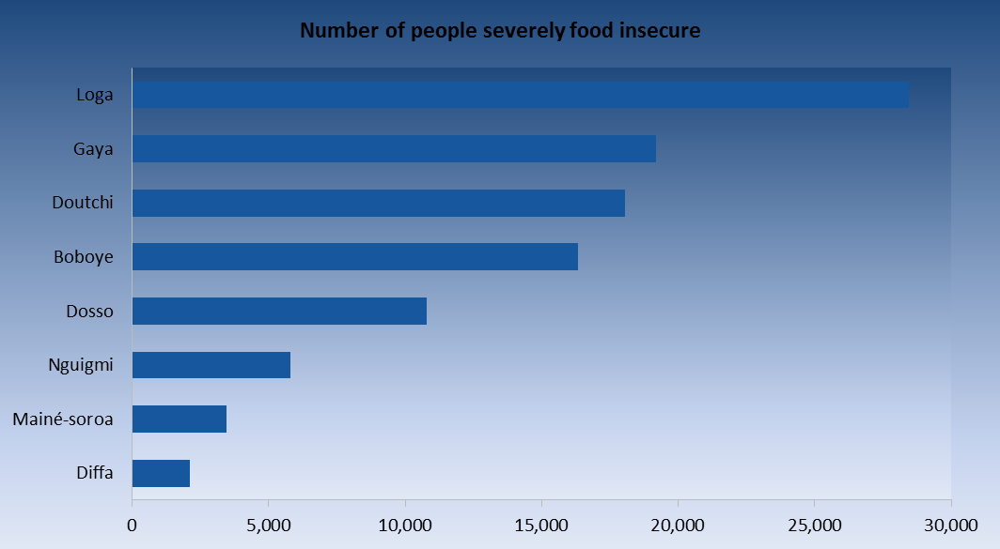 Number of people severely food insecure
Loga
Gaya
Doutchi
Boboye
Dosso
Nguigmi
Mainé-soroa
Diffa
0 5,000 10,000 15,000 20,000 25,000 30,000